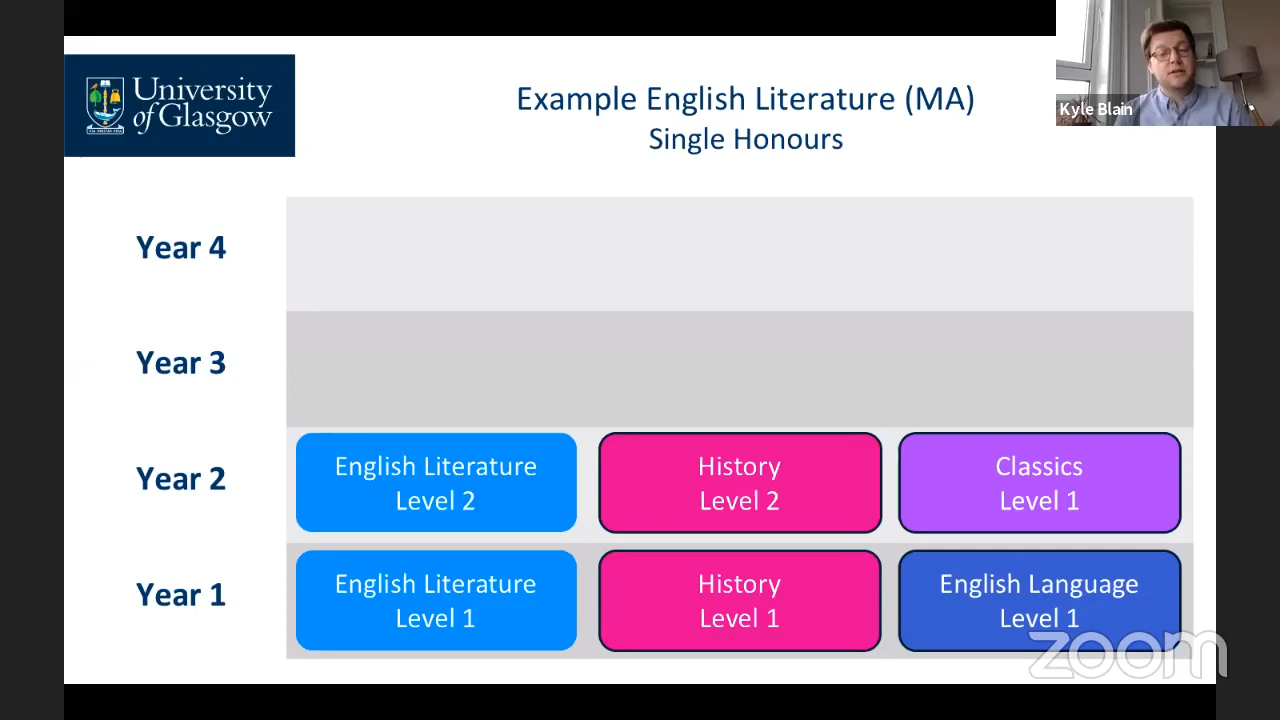 University
of Glasgow
Example English Literature (MA)
Single Honours
Kyle Blain
Year 4
Year 3
Year 2
English Literature
Level 2
History
Level 2
Classics
Level 1
Year 1
English Literature
Level 1
History
Level 1
English Language
Level 1
zoom